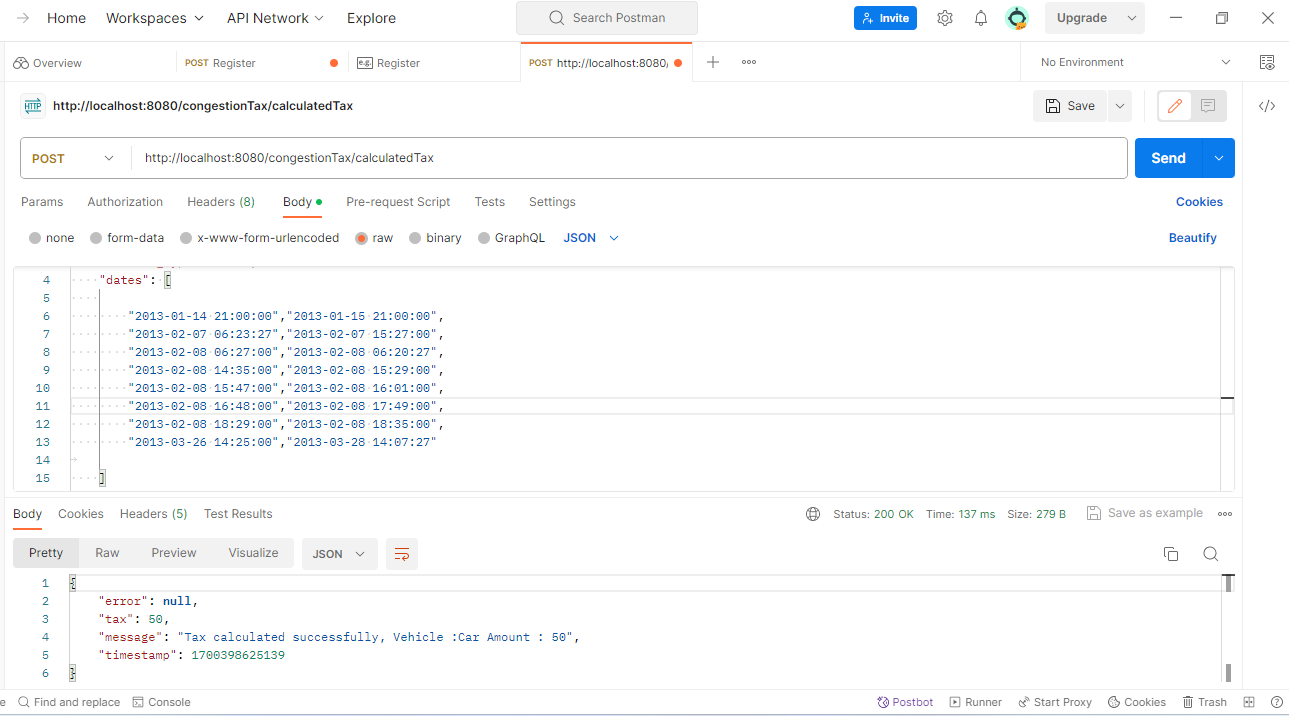 Home Workspaces API Network Explore Search Postman Invite Upgrade
Overview POST Register e.g. Register POST http://localhost:8080/ No Environment
HTTP http://localhost:8080/congestionTax/calculatedTax Save
POST http://localhost:8080/congestionTax/calculatedTax Send
Params Authorization Headers (8) Body Pre-request Script Tests Settings Cookies
none form-data x-www-form-urlencoded raw binary GraphQL JSON Beautify
4 "dates": [
5
6 "2013-01-14 21:00:00","2013-01-15 21:00:00",
7 "2013-02-07 06:23:27","2013-02-07 15:27:00",
8 "2013-02-08 06:27:00","2013-02-08 06:20:27",
9 "2013-02-08 14:35:00","2013-02-08 15:29:00",
10 "2013-02-08 15:47:00","2013-02-08 16:01:00",
11 "2013-02-08 16:48:00","2013-02-08 17:49:00",
12 "2013-02-08 18:29:00","2013-02-08 18:35:00",
13 "2013-03-26 14:25:00","2013-03-28 14:07:27"
14
15 ]
Body Cookies Headers (5) Test Results Status: 200 OK Time: 137 ms Size: 279 B Save as example
Pretty Raw Preview Visualize JSON
1 {
2 "error": null,
3 "tax": 50,
4 "message": "Tax calculated successfully, Vehicle :Car Amount : 50",
5 "timestamp": 1700398625139
6 }
e Find and replace Console Postbot Runner Start Proxy Cookies Trash